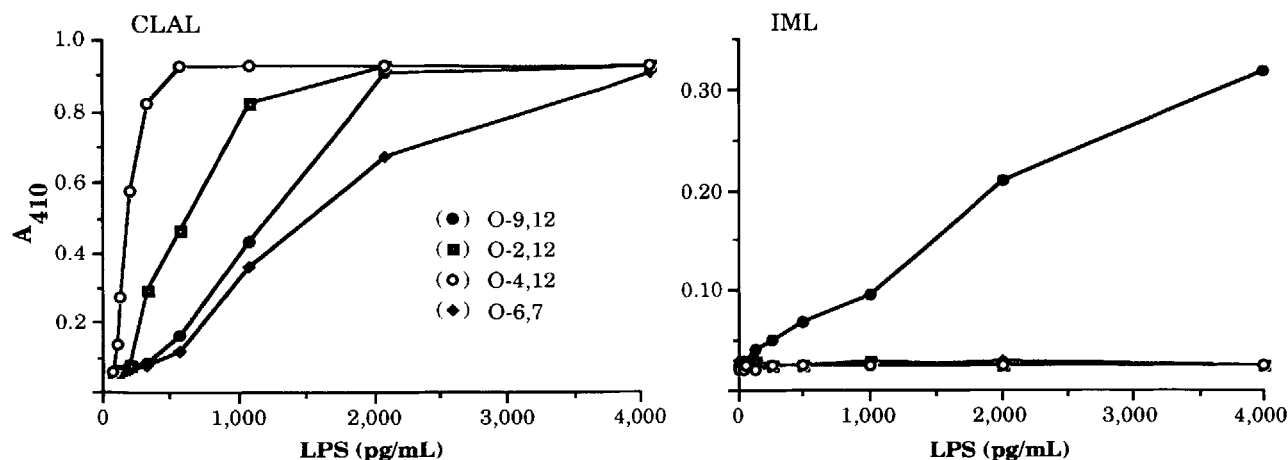 CLAL
1.0
0.8
0.6
0.4
0.2
A410
0
1,000
2,000
3,000
4,000
LPS (pg/mL)
(●) O-9,12
(■) O-2,12
(○) O-4,12
(◆) O-6,7
IML
0.30
0.20
0.10
0
1,000
2,000
3,000
4,000
LPS (pg/mL)